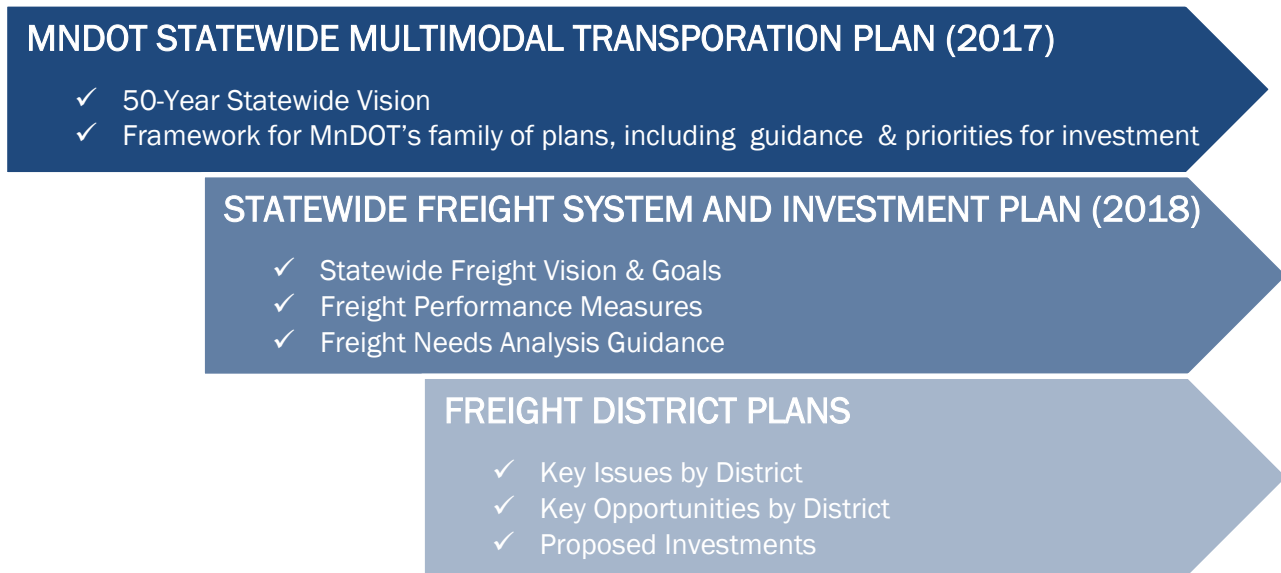 MNDOT STATEWIDE MULTIMODAL TRANSPORATION PLAN (2017)
✓ 50-Year Statewide Vision
✓ Framework for MnDOT's family of plans, including guidance & priorities for investment
STATEWIDE FREIGHT SYSTEM AND INVESTMENT PLAN (2018)
✓ Statewide Freight Vision & Goals
✓ Freight Performance Measures
✓ Freight Needs Analysis Guidance
FREIGHT DISTRICT PLANS
✓ Key Issues by District
✓ Key Opportunities by District
✓ Proposed Investments